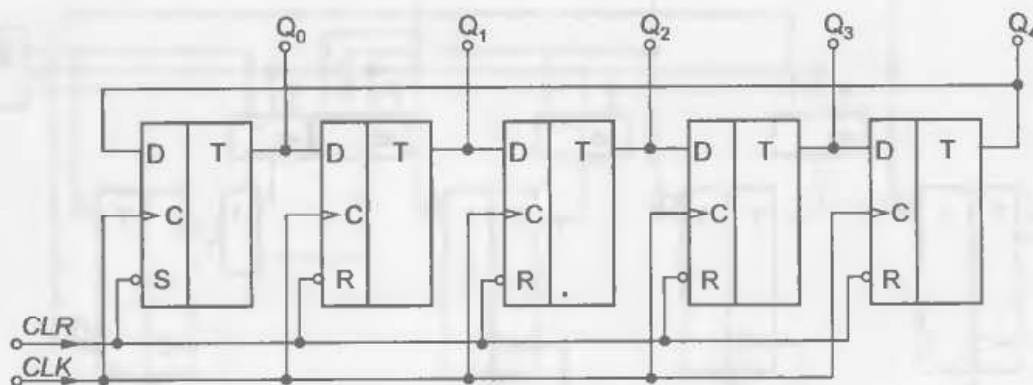 Q0 Q1 Q2 Q3 Q4
D T D T D T D T D T
C C C C C
S R R R R
CLR
CLK